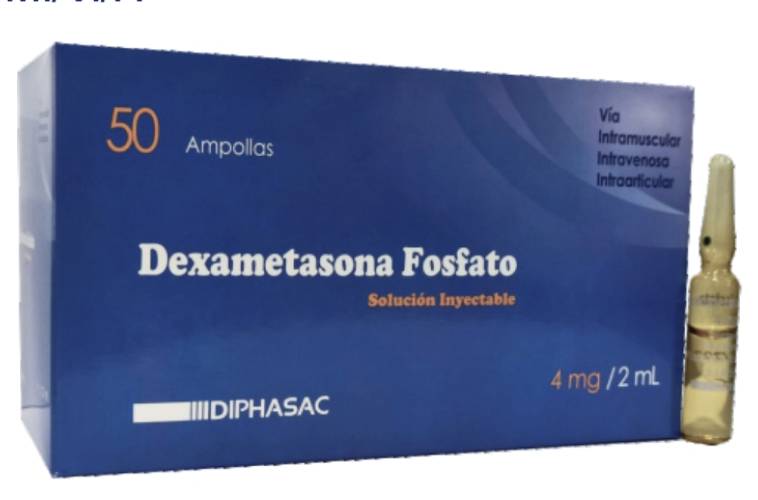 50 Ampollas
Vía
Intramuscular
Intravenosa
Intraarticular
Dexametasona Fosfato
Solución Inyectable
4 mg / 2 mL
DIPHASAC